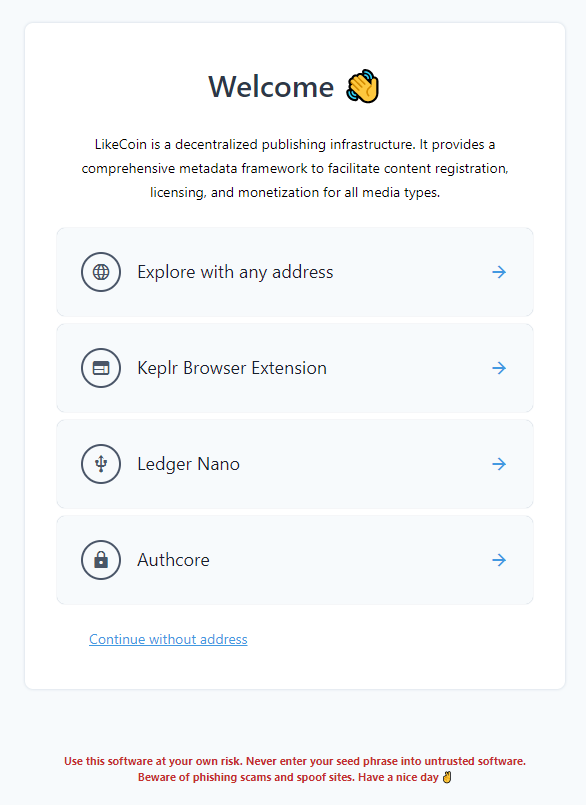 Welcome 👋
LikeCoin is a decentralized publishing infrastructure. It provides a
comprehensive metadata framework to facilitate content registration,
licensing, and monetization for all media types.
Explore with any address
Keplr Browser Extension
Ledger Nano
Authcore
Continue without address
Use this software at your own risk. Never enter your seed phrase into untrusted software.
Beware of phishing scams and spoof sites. Have a nice day ✌